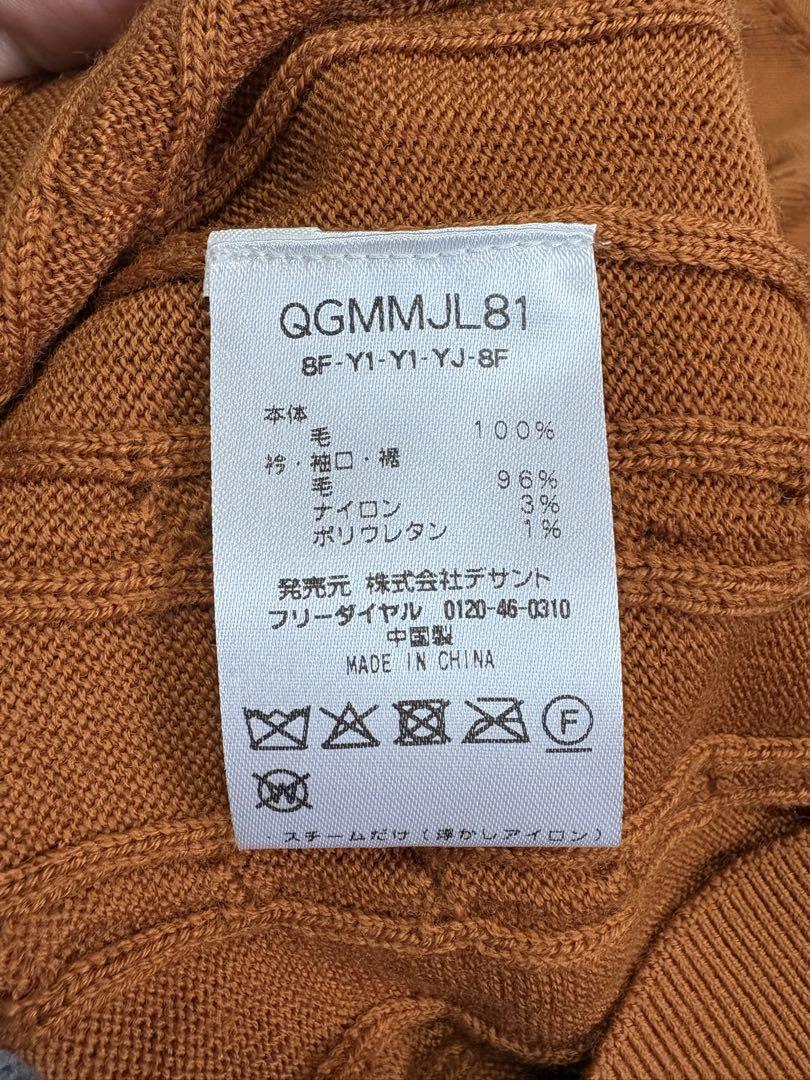 QGMMJL81
8F-Y1-Y1-YJ-8F
本体
毛 100%
衿・袖口・裾
毛 96%
ナイロン 3%
ポリウレタン 1%
発売元 株式会社デサント
フリーダイヤル 0120-46-0310
中国製
MADE IN CHINA
F
W
・スチームだけ(浮かしアイロン)